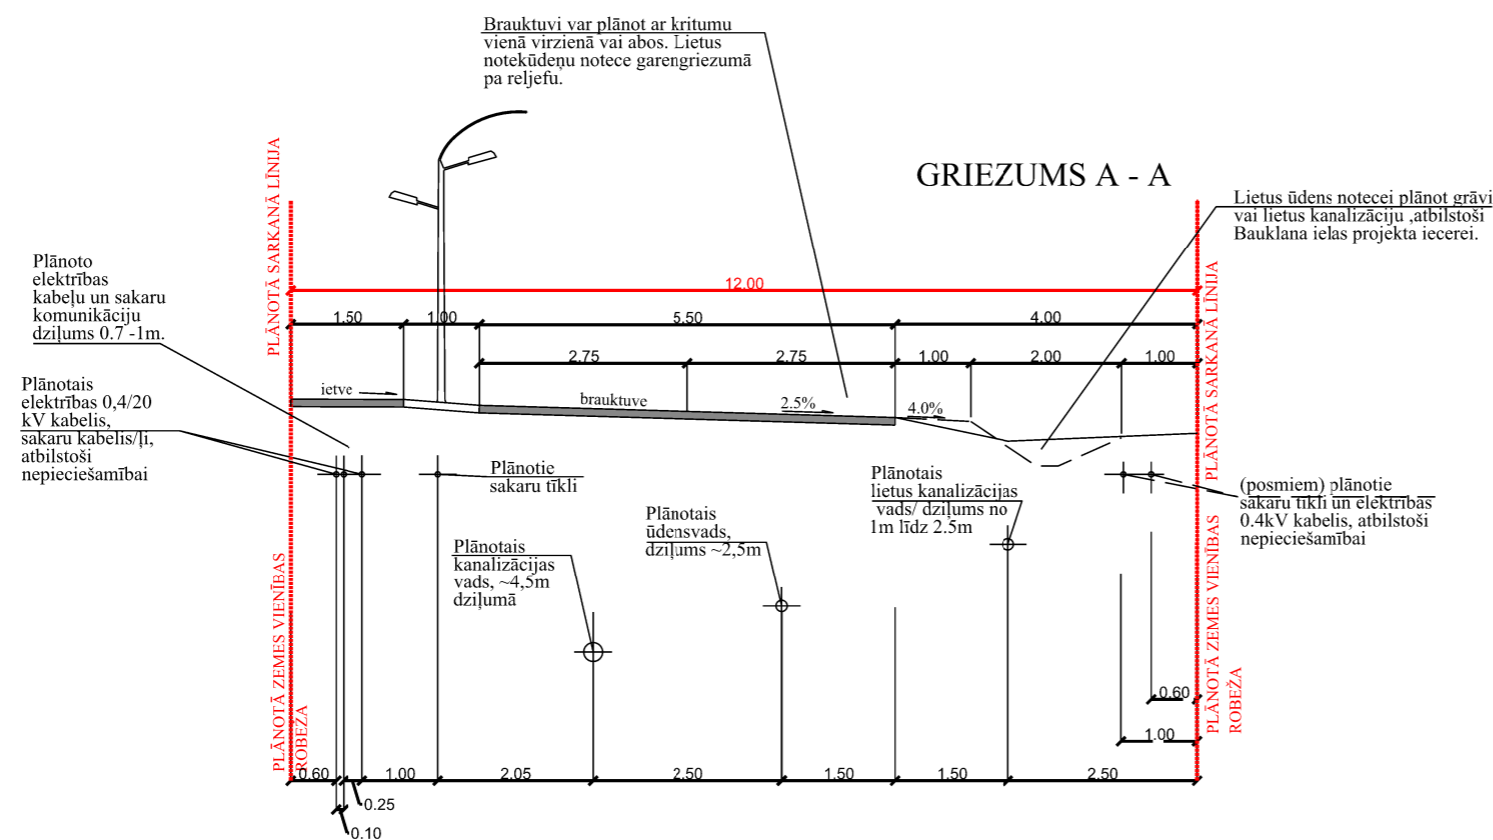 Brauktuvi var plānot ar kritumu
vienā virzienā vai abos. Lietus
notekūdeņu notece garengriezumā
pa reljefu.
GRIEZUMS A - A
Lietus ūdens notecei plānot grāvi
vai lietus kanalizāciju ,atbilstoši
Bauklana ielas projekta iecerei.
PLĀNOTĀ SARKANĀ LĪNIJA
PLĀNOTĀ SARKANĀ LĪNIJA
Plānoto
elektrības
kabeļu un sakaru
komunikāciju
dziļums 0.7 -1m.
12.00
1.50
1.00
5.50
4.00
2.75
2.75
1.00
2.00
1.00
Plānotais
elektrības 0,4/20
kV kabelis,
sakaru kabelis/ļi,
atbilstoši
nepieciešamībai
ietve
brauktuve
2.5%
4.0%
Plānotie
sakaru tīkli
Plānotais
lietus kanalizācijas
vads/ dziļums no
1m līdz 2.5m
(posmiem) plānotie
sakaru tīkli un elektrības
0.4kV kabelis, atbilstoši
nepieciešamībai
Plānotais
ūdensvads,
dziļums ~2,5m
Plānotais
kanalizācijas
vads, ~4,5m
dziļumā
PLĀNOTĀ ZEMES VIENĪBAS
ROBEŽA
PLĀNOTĀ ZEMES VIENĪBAS
ROBEŽA
0.60
1.00
0.60
1.00
2.05
2.50
1.50
1.50
2.50
0.25
0.10